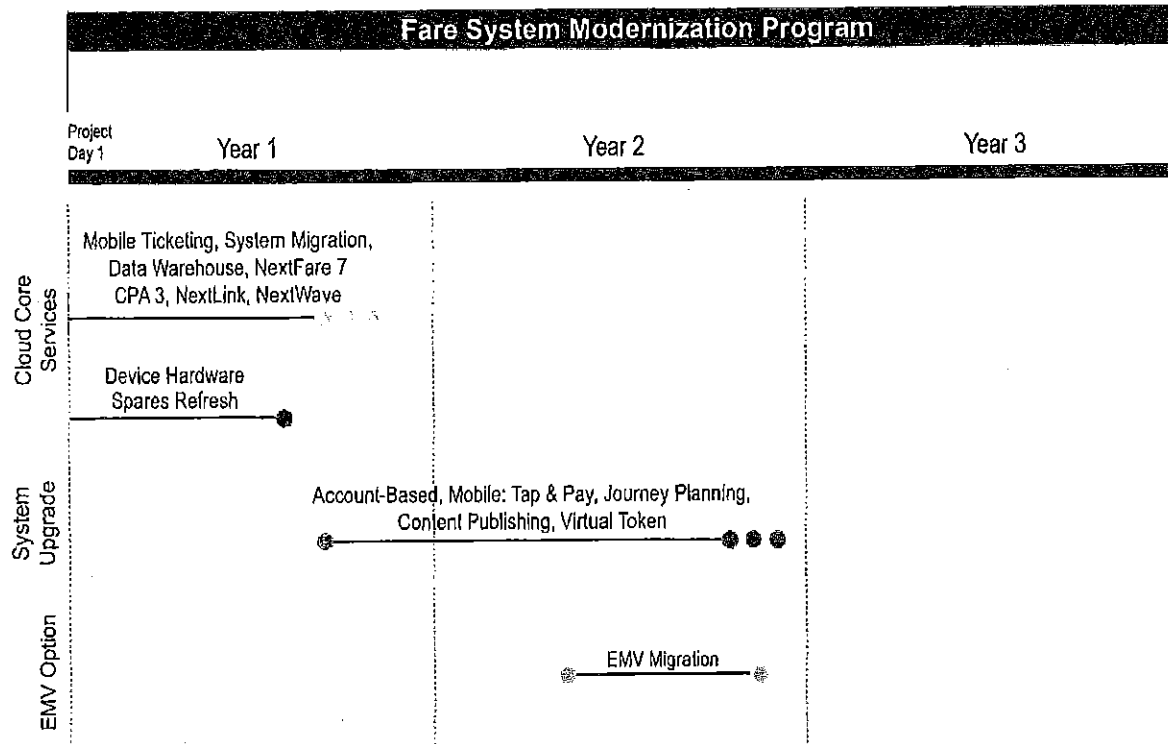 Fare System Modernization Program
Project
Day 1
Year 1
Year 2
Year 3
Cloud Core
Services
Mobile Ticketing, System Migration,
Data Warehouse, NextFare 7
CPA 3, NextLink, NextWave
Device Hardware
Spares Refresh
System
Upgrade
Account-Based, Mobile: Tap & Pay, Journey Planning,
Content Publishing, Virtual Token
EMV Option
EMV Migration